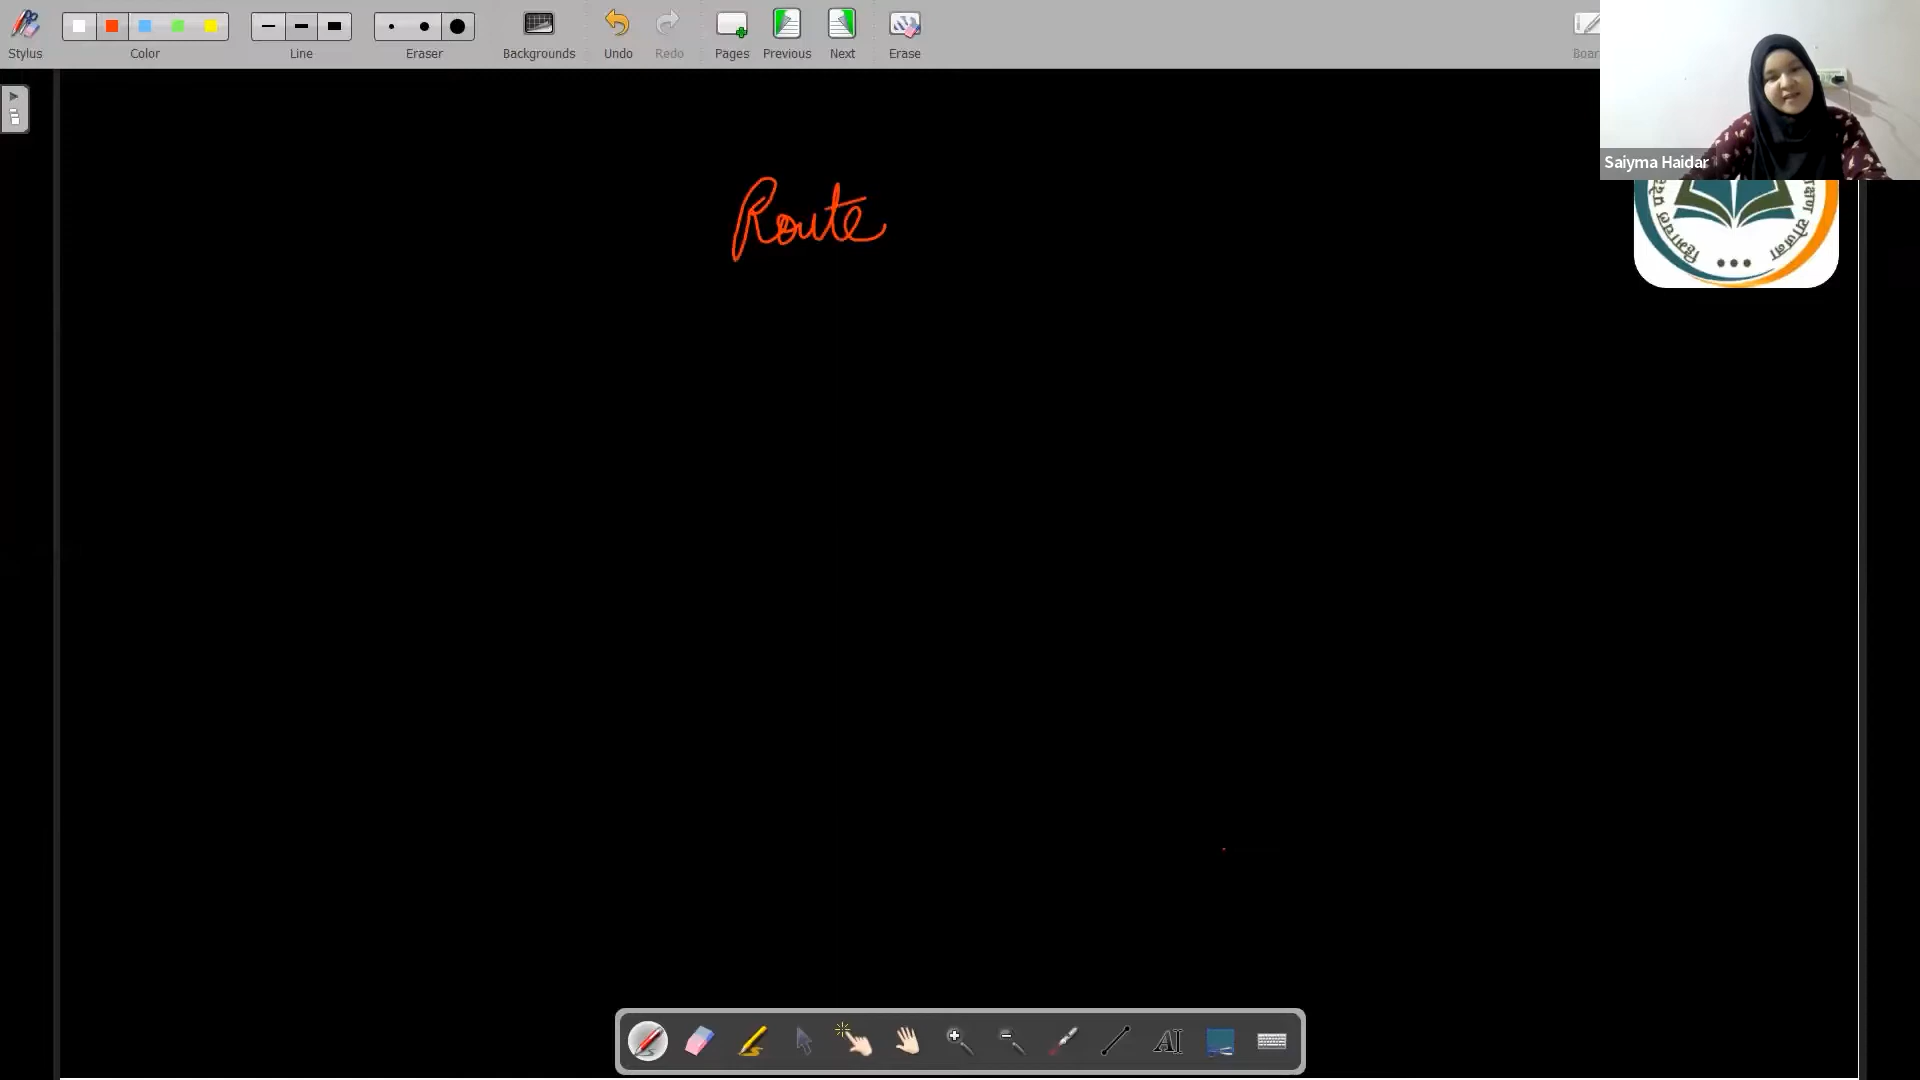 Stylus
Color
Line
Eraser
Backgrounds
Undo
Redo
Pages
Previous
Next
Erase
Saiyma Haidar
Route